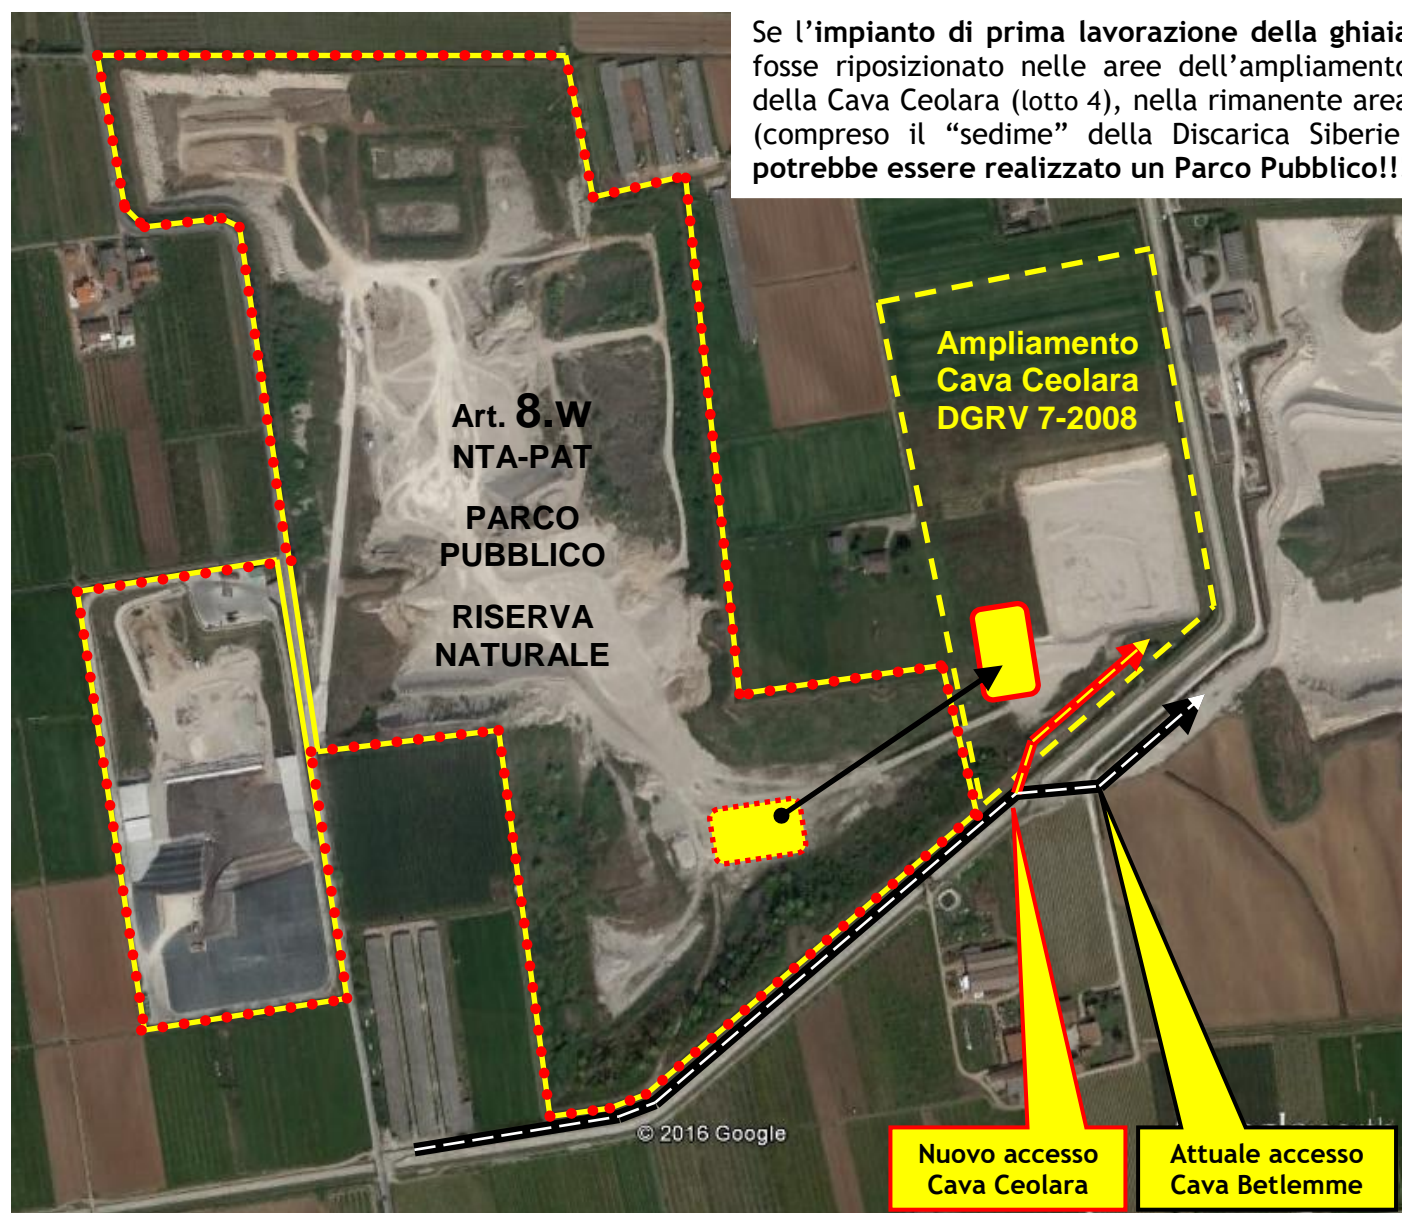 Se l'impianto di prima lavorazione della ghiaia
fosse riposizionato nelle aree dell'ampliamento
della Cava Ceolara (lotto 4), nella rimanente area
(compreso il “sedime” della Discarica Siberie
potrebbe essere realizzato un Parco Pubblico!!
Ampliamento
Cava Ceolara
DGRV 7-2008
Art. 8.w
NTA-PAT
PARCO
PUBBLICO
RISERVA
NATURALE
© 2016 Google
Nuovo accesso
Cava Ceolara
Attuale accesso
Cava Betlemme